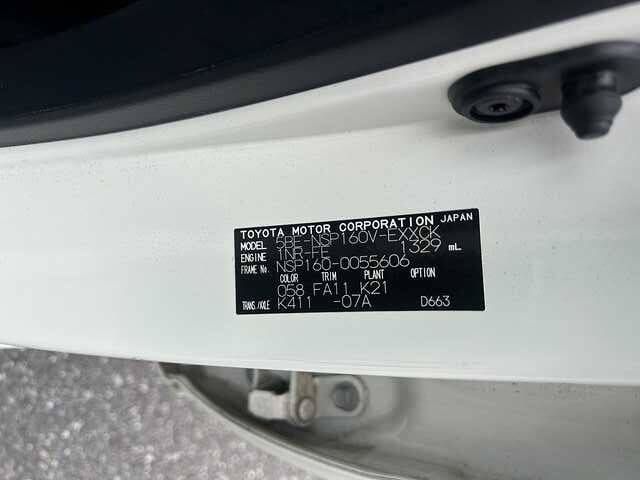 TOYOTA MOTOR CORPORATION JAPAN
MODEL 5BE-NSP160V-EXXCK
ENGINE 1NR-FE 1329 mL
FRAME No. NSP160-0055606
COLOR TRIM PLANT OPTION
058 FA11 K21
TRANS./AXLE K411 -07A D663